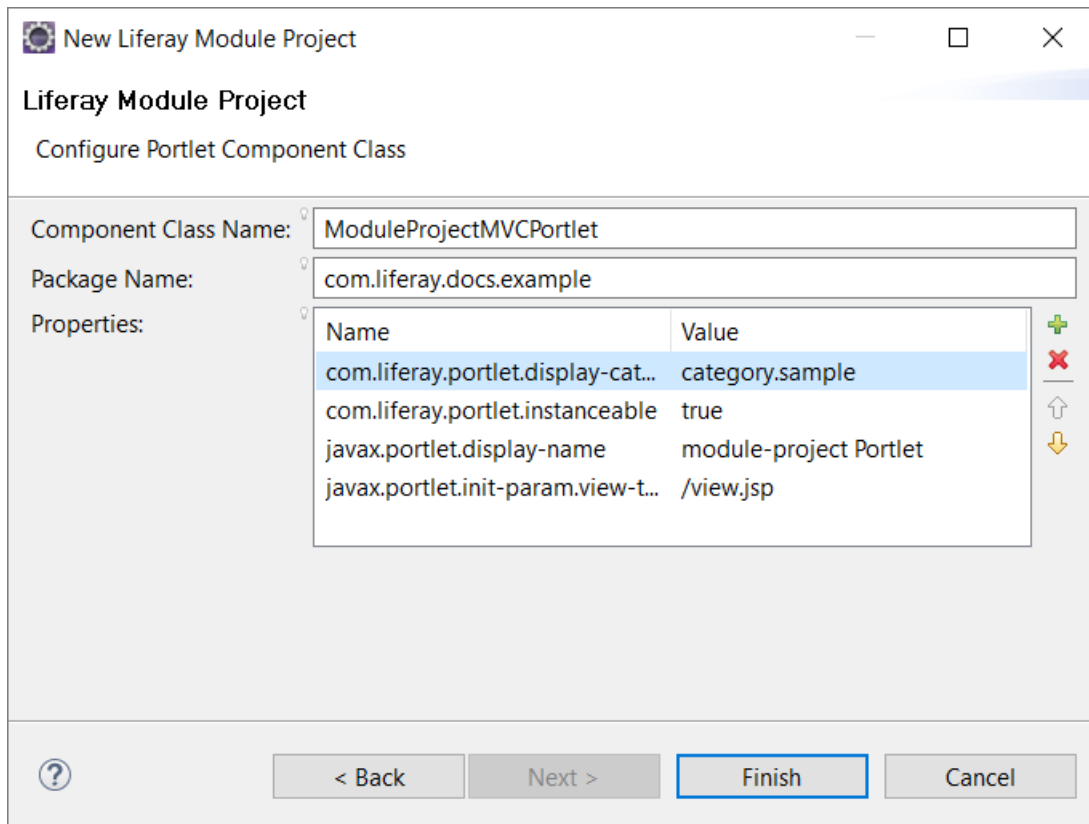 New Liferay Module Project
Liferay Module Project
Configure Portlet Component Class
Component Class Name: ModuleProjectMVCPortlet
Package Name: com.liferay.docs.example
Properties:
Name Value
com.liferay.portlet.display-cat... category.sample
com.liferay.portlet.instanceable true
javax.portlet.display-name module-project Portlet
javax.portlet.init-param.view-t... /view.jsp
? < Back Next > Finish Cancel